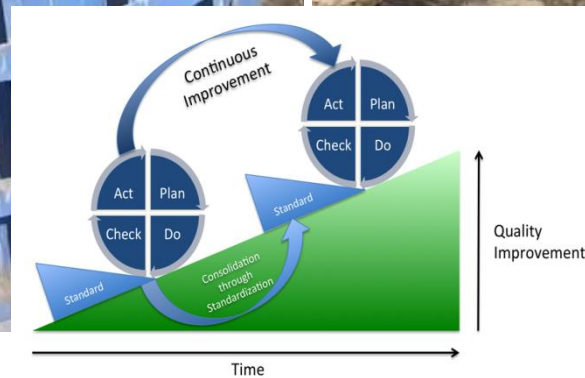 Continuous
Improvement
Act
Plan
Check
Do
Standard
Act
Plan
Check
Do
Standard
Consolidation
through
Standardization
Quality
Improvement
Time